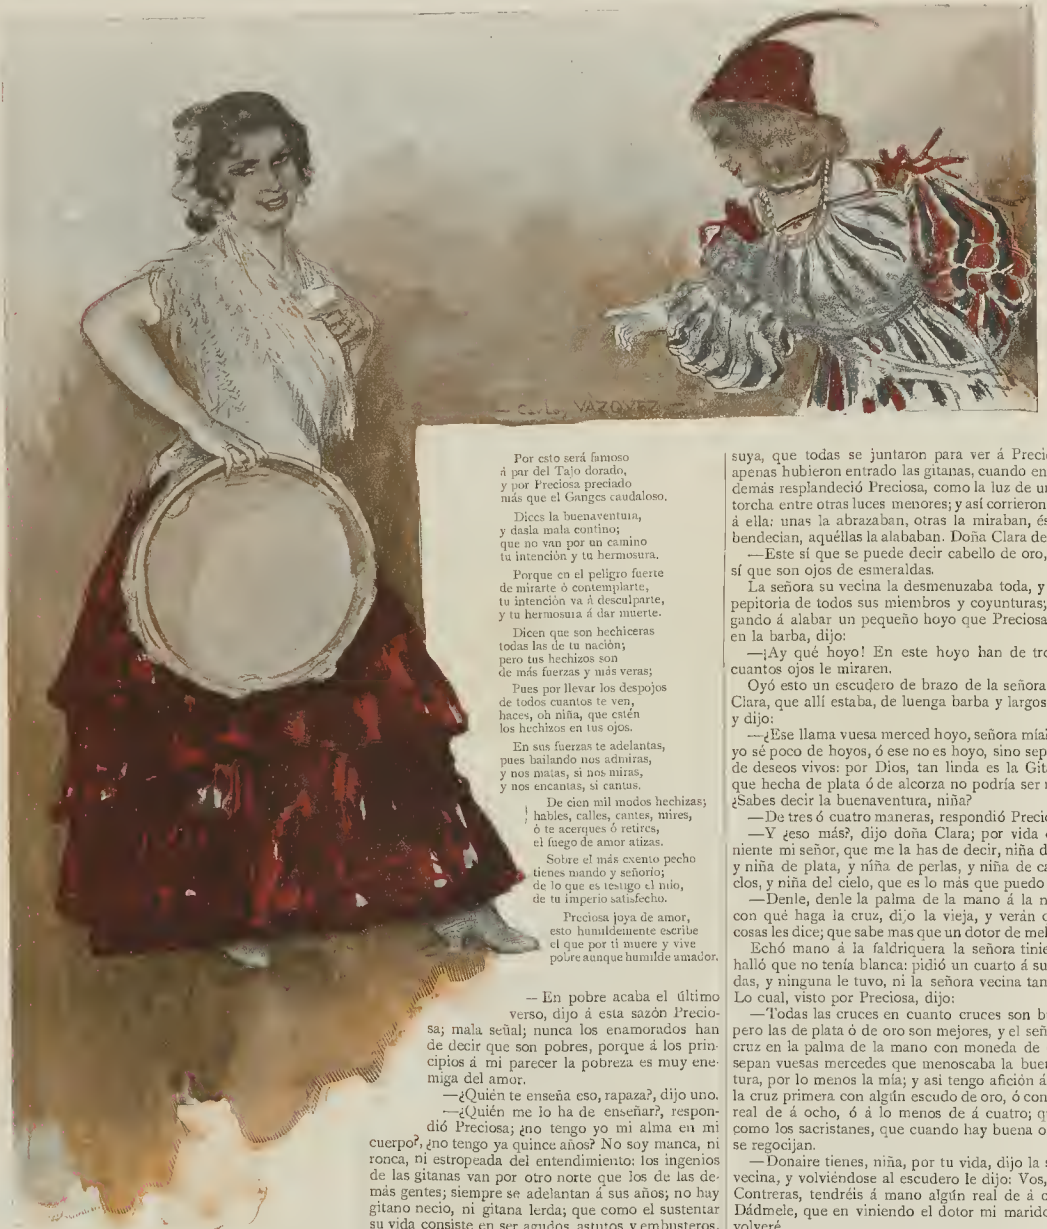 — Carlos VÁZQVEZ —
Por esto será famoso
á par del Tajo dorado,
y por Preciosa preciado
más que el Ganges caudaloso.
Dices la buenaventura,
y dasla mala contino;
que no van por un camino
tu intención y tu hermosura.
Porque en el peligro fuerte
de mirarte ó contemplarte,
tu intención va á desculparte,
y tu hermosura á dar muerte.
Dicen que son hechiceras
todas las de tu nación;
pero tus hechizos son
de más fuerzas y más veras;
Pues por llevar los despojos
de todos cuantos te ven,
haces, oh niña, que estén
los hechizos en tus ojos.
En sus fuerzas te adelantas,
pues bailando nos admiras,
y nos matas, si nos miras,
y nos encantas, si cantas.
De cien mil modos hechizas;
hables, calles, cantes, mires,
ó te acerques ó retires,
el fuego de amor atizas.
Sobre el más exento pecho
tienes mando y señorio;
de lo que es testigo el mío,
de tu imperio satisfecho.
Preciosa joya de amor,
esto humildemente escribe
el que por ti muere y vive
pobre aunque humilde amador.
— En pobre acaba el último
verso, dijo á esta sazón Precio-
sa; mala señal; nunca los enamorados han
de decir que son pobres, porque á los prin-
cipios á mi parecer la pobreza es muy ene-
miga del amor.
—¿Quién te enseña eso, rapaza?, dijo uno.
—¿Quién me lo ha de enseñar?, respon-
dió Preciosa; ¿no tengo yo mi alma en mi
cuerpo?, ¿no tengo ya quince años? No soy manca, ni
ronca, ni estropeada del entendimiento: los ingenios
de las gitanas van por otro norte que los de las de-
más gentes; siempre se adelantan á sus años; no hay
gitano necio, ni gitana lerda; que como el sustentar
su vida consiste en ser agudos, astutos y embusteros,
suya, que todas se juntaron para ver á Precio
apenas hubieron entrado las gitanas, cuando en
demás resplandeció Preciosa, como la luz de un
torcha entre otras luces menores; y así corrieron
á ella: unas la abrazaban, otras la miraban, és
bendecian, aquéllas la alababan. Doña Clara de
—Este sí que se puede decir cabello de oro,
sí que son ojos de esmeraldas.
La señora su vecina la desmenuzaba toda, y
pepitoria de todos sus miembros y coyunturas;
gando á alabar un pequeño hoyo que Preciosa
en la barba, dijo:
—¡Ay qué hoyo! En este hoyo han de tro
cuantos ojos le miraren.
Oyó esto un escudero de brazo de la señora
Clara, que allí estaba, de luenga barba y largos
y dijo:
—¿Ese llama vuesa merced hoyo, señora mía?
yo sé poco de hoyos, ó ese no es hoyo, sino sep
de deseos vivos: por Dios, tan linda es la Gita
que hecha de plata ó de alcorza no podría ser
¿Sabes decir la buenaventura, niña?
—De tres ó cuatro maneras, respondió Precio
—Y ¿eso más?, dijo doña Clara; por vida
niente mi señor, que me la has de decir, niña d
y niña de plata, y niña de perlas, y niña de ca
clos, y niña del cielo, que es lo más que puedo
—Denle, denle la palma de la mano á la n
con qué haga la cruz, dijo la vieja, y verán
cosas les dice; que sabe mas que un dotor de mel
Echó mano á la faldriquera la señora tinie
halló que no tenía blanca: pidió un cuarto á su
das, y ninguna le tuvo, ni la señora vecina tan
Lo cual, visto por Preciosa, dijo:
—Todas las cruces en cuanto cruces son b
pero las de plata ó de oro son mejores, y el señ
cruz en la palma de la mano con moneda de
sepan vuesas mercedes que menoscaba la buen
tura, por lo menos la mía; y asi tengo afición á
la cruz primera con algún escudo de oro, ó con
real de á ocho, ó á lo menos de á cuatro; q
como los sacristanes, que cuando hay buena o
se regocijan.
—Donaire tienes, niña, por tu vida, dijo la s
vecina, y volviéndose al escudero le dijo: Vos,
Contreras, tendréis á mano algún real de á c
Dádmele, que en viniendo el dotor mi marido
volveré